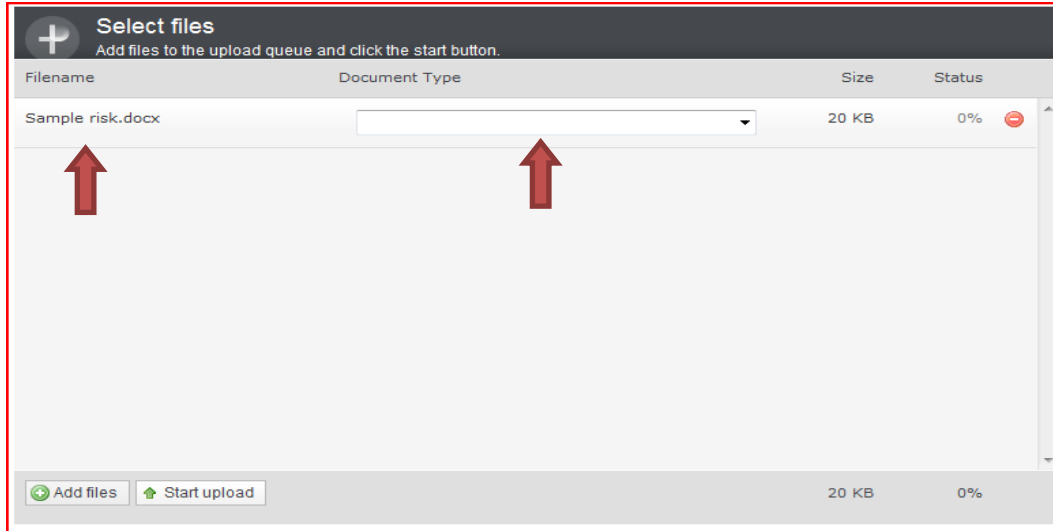 Select files
Add files to the upload queue and click the start button.
Filename Document Type Size Status
Sample risk.docx 20 KB 0%
Add files Start upload 20 KB 0%